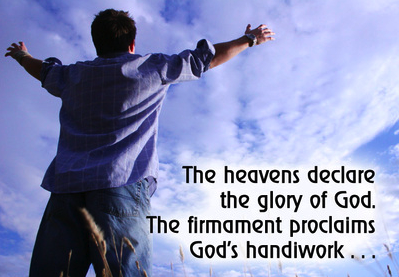 The heavens declare
the glory of God.
The firmament proclaims
God's handiwork . . .